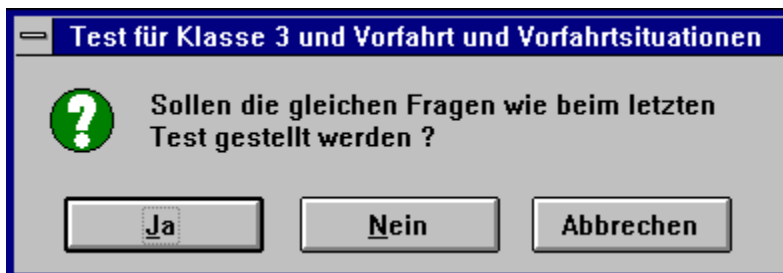 Test für Klasse 3 und Vorfahrt und Vorfahrtsituationen
Sollen die gleichen Fragen wie beim letzten
Test gestellt werden ?
Ja Nein Abbrechen